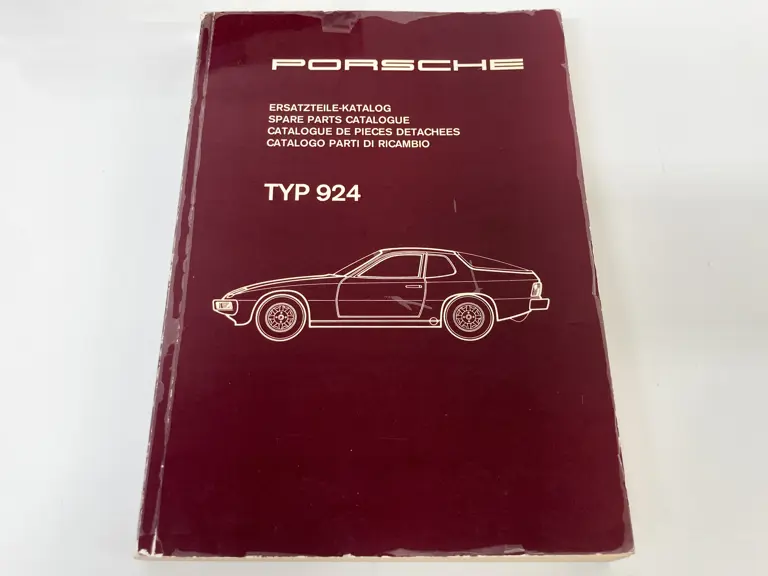 PORSCHE
ERSATZTEILE-KATALOG
SPARE PARTS CATALOGUE
CATALOGUE DE PIECES DETACHEES
CATALOGO PARTI DI RICAMBIO
TYP 924